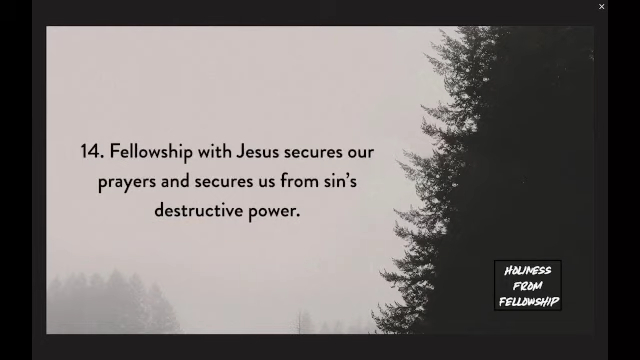 14. Fellowship with Jesus secures our
prayers and secures us from sin's
destructive power.
HOLINESS
FROM
FELLOWSHIP